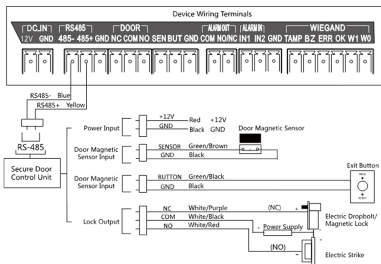 Device Wiring Terminals
DC.IN RS485 DOOR ALARM OUT ALARM IN WIEGAND
12V GND 485- 485+ GND NC COM NO SEN BUT GND COM NO/NC IN1 IN2 GND TAMP BZ ERR OK W1 W0
RS485- Blue
RS485+ Yellow
RS-485
Secure Door
Control Unit
Power Input
+12V Red +12V
GND Black GND
Door Magnetic Sensor
Door Magnetic
Sensor Input
SENSOR Green/Brown
GND Black
Exit Button
Door Magnetic
Sensor Input
BUTTON Green/Black
GND Black
Lock Output
NC White/Purple (NC)
COM White/Black
NO White/Red
+ Power Supply -
Electric Dropbolt/
Magnetic Lock
(NO)
Electric Strike